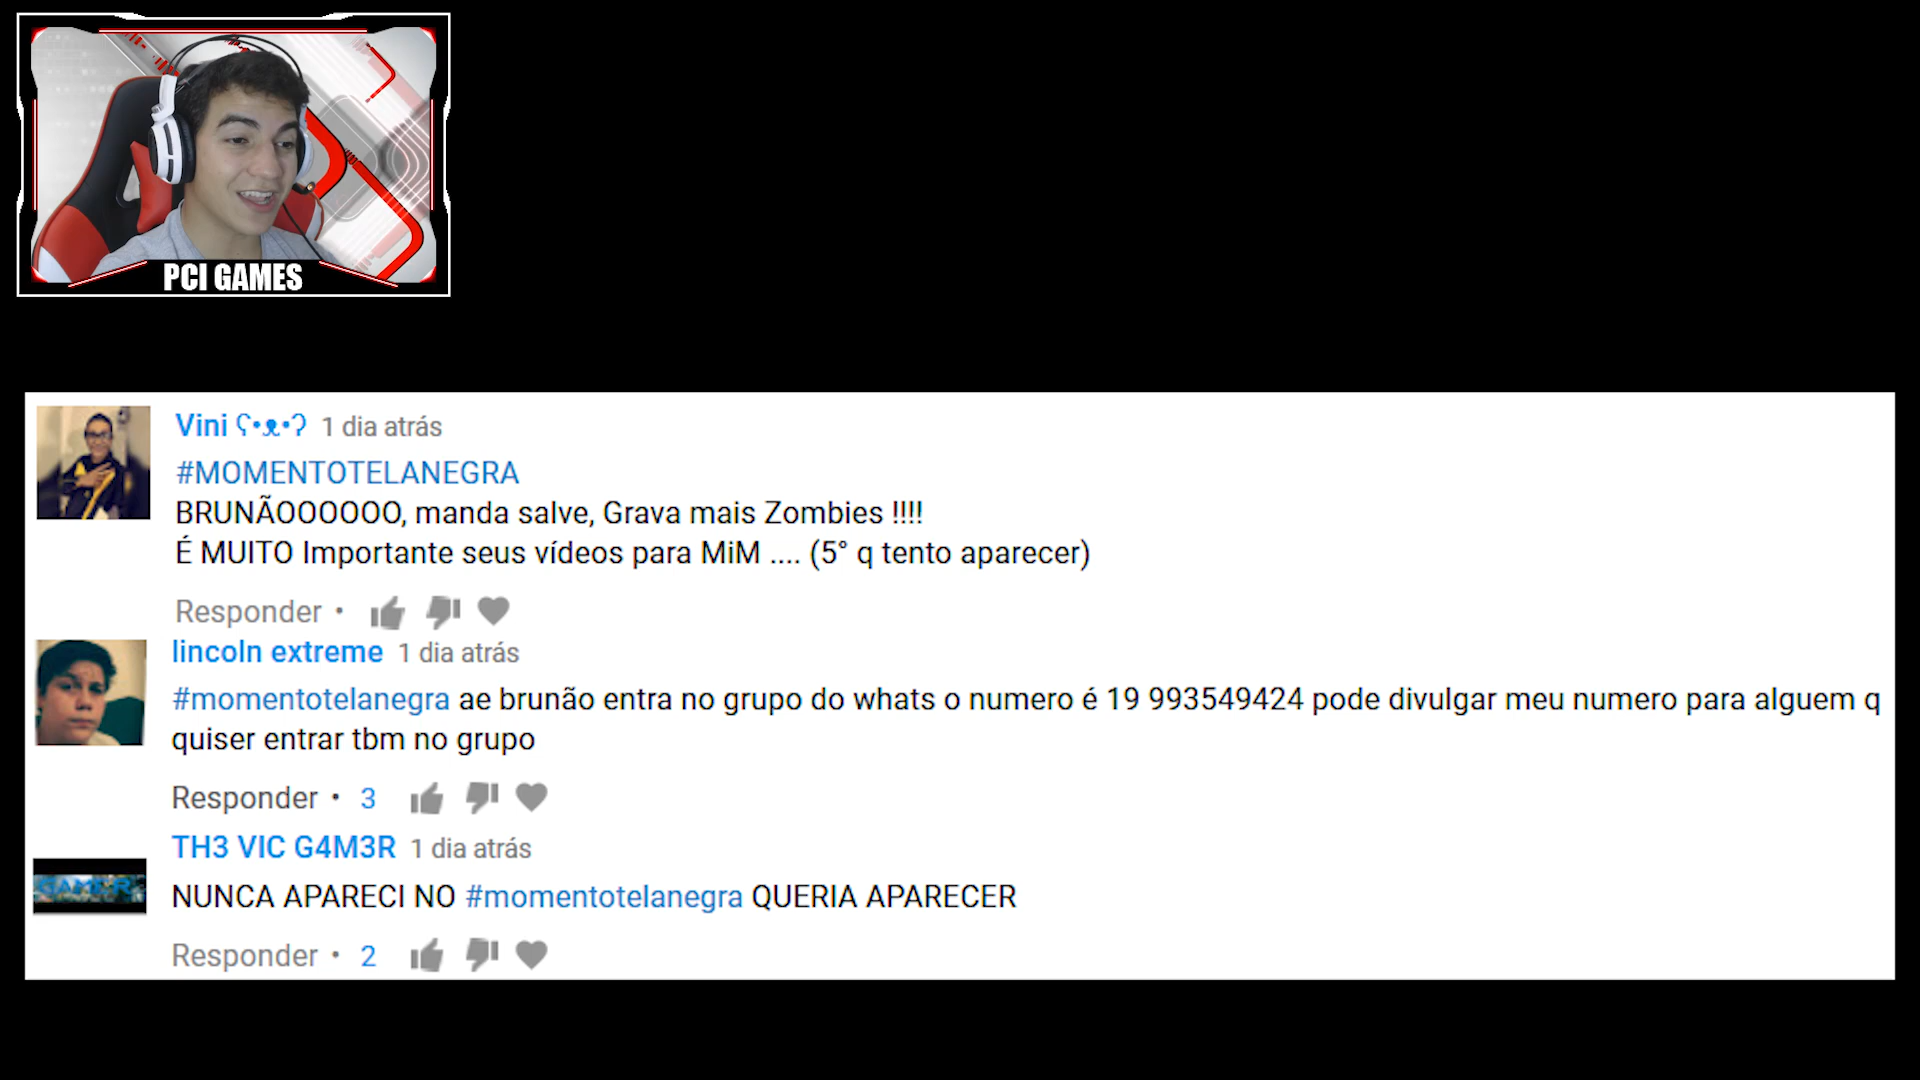 PCI GAMES
Vini ʕ•ᴥ•ʔ 1 dia atrás
#MOMENTOTELANEGRA
BRUNÃOOOOOO, manda salve, Grava mais Zombies !!!!
É MUITO Importante seus vídeos para MiM .... (5° q tento aparecer)
Responder •
lincoln extreme 1 dia atrás
#momentotelanegra ae brunão entra no grupo do whats o numero é 19 993549424 pode divulgar meu numero para alguem q
quiser entrar tbm no grupo
Responder • 3
TH3 VIC G4M3R 1 dia atrás
GAMER
NUNCA APARECI NO #momentotelanegra QUERIA APARECER
Responder • 2